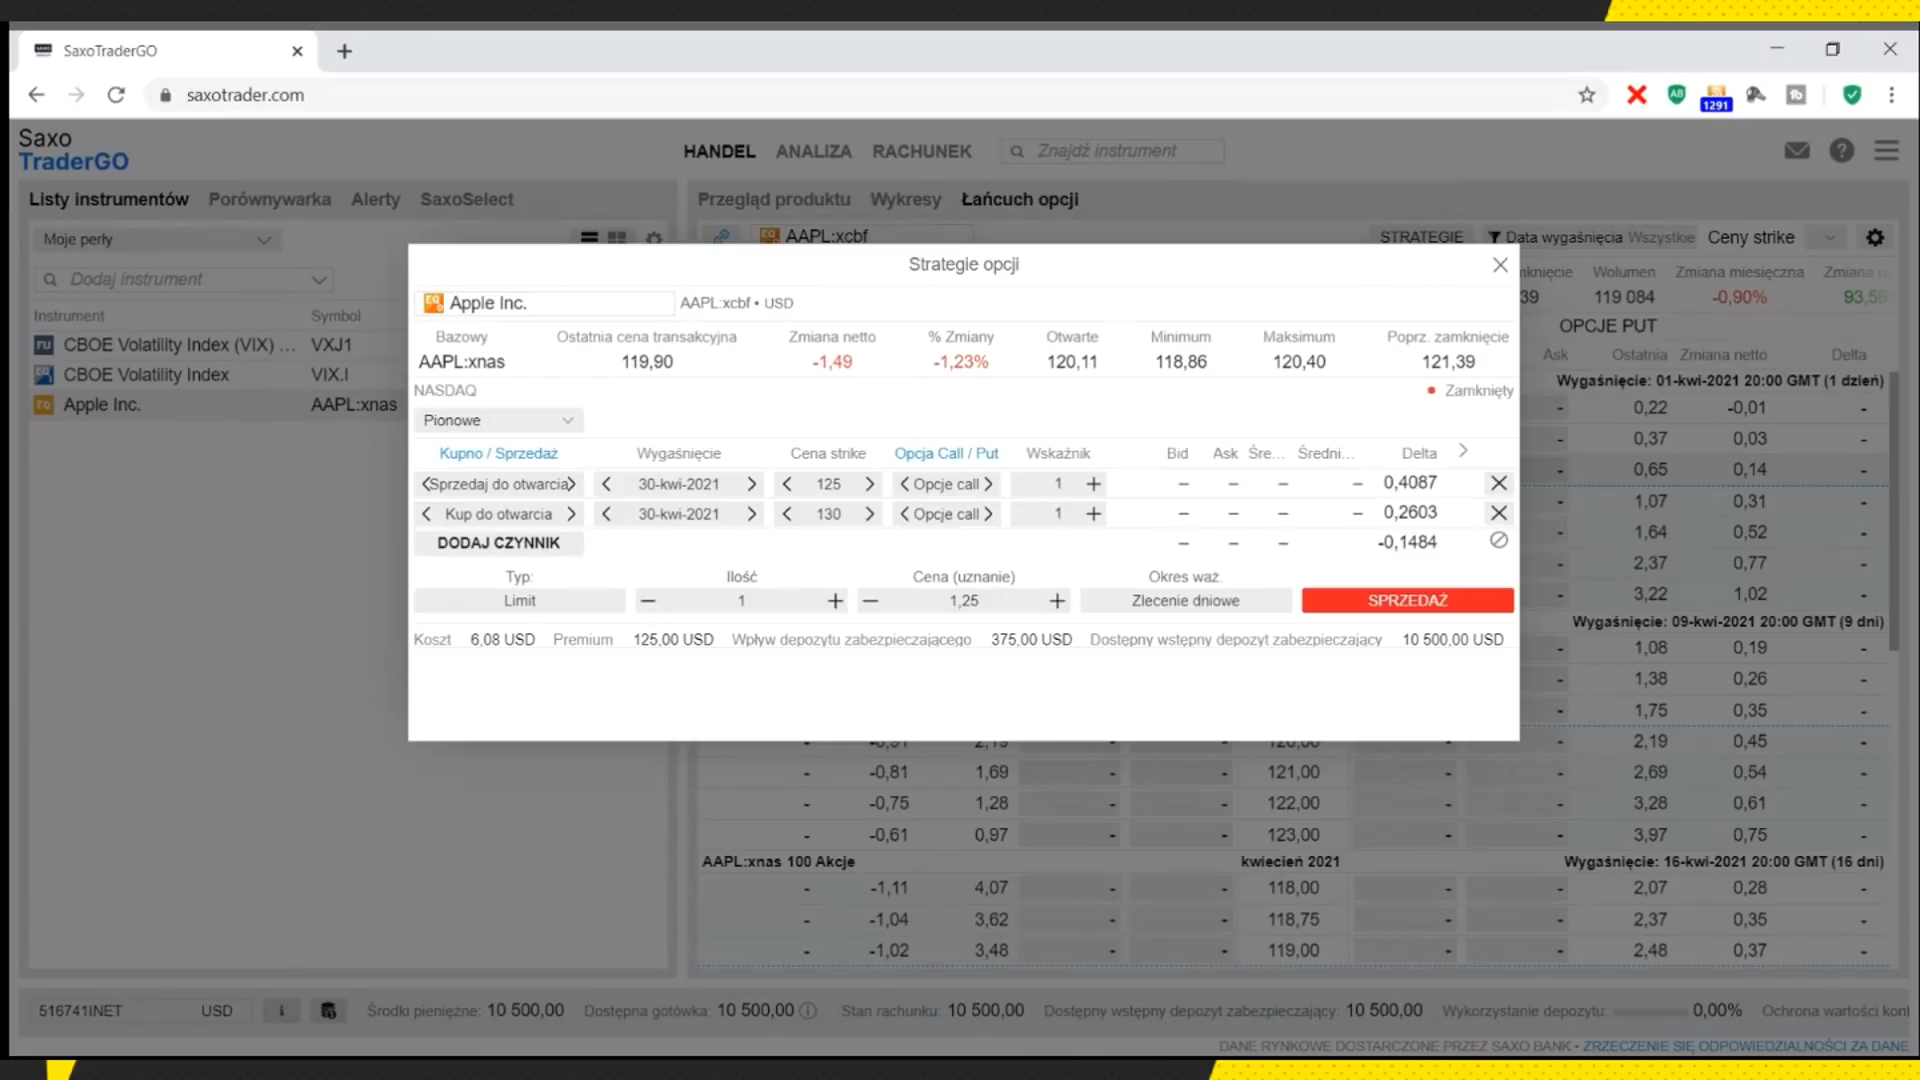 SaxoTraderGO
saxotrader.com
1291
Saxo
TraderGO
HANDEL ANALIZA RACHUNEK Znajdź instrument
Listy instrumentów Porównywarka Alerty SaxoSelect
Przegląd produktu Wykresy Łańcuch opcji
Moje perły
AAPL:xcbf STRATEGIE Data wygaśnięcia Wszystkie Ceny strike
Dodaj instrument
Wolumen Zmiana miesięczna
119 084 -0,90% 93,59
Instrument Symbol
CBOE Volatility Index (VIX) ... VXJ1
CBOE Volatility Index VIX.I
Apple Inc. AAPL:xnas
Strategie opcji
Apple Inc. AAPL:xcbf • USD
Bazowy Ostatnia cena transakcyjna Zmiana netto % Zmiany Otwarte Minimum Maksimum Poprz. zamknięcie
AAPL:xnas 119,90 -1,49 -1,23% 120,11 118,86 120,40 121,39
NASDAQ Zamknięty
Pionowe
Kupno / Sprzedaż Wygaśnięcie Cena strike Opcja Call / Put Wskaźnik Bid Ask Śre... Średni... Delta
Sprzedaj do otwarcia 30-kwi-2021 125 Opcje call 1 + – – – – 0,4087
Kup do otwarcia 30-kwi-2021 130 Opcje call 1 + – – – – 0,2603
DODAJ CZYNNIK – – – -0,1484
Typ: Ilość Cena (uznanie) Okres waż.
Limit — 1 + — 1,25 + Zlecenie dniowe SPRZEDAŻ
Koszt 6,08 USD Premium 125,00 USD Wpływ depozytu zabezpieczającego 375,00 USD Dostępny wstępny depozyt zabezpieczający 10 500,00 USD
OPCJE PUT
Ask Ostatnia Zmiana netto Delta
Wygaśnięcie: 01-kwi-2021 20:00 GMT (1 dzień)
- 0,22 -0,01 -
- 0,37 0,03 -
- 0,65 0,14 -
- 1,07 0,31 -
- 1,64 0,52 -
- 2,37 0,77 -
- 3,22 1,02 -
Wygaśnięcie: 09-kwi-2021 20:00 GMT (9 dni)
- 1,08 0,19 -
- 1,38 0,26 -
- 1,75 0,35 -
- -0,91 2,19 - - 120,00 - - 2,19 0,45 -
- -0,81 1,69 - - 121,00 - - 2,69 0,54 -
- -0,75 1,28 - - 122,00 - - 3,28 0,61 -
- -0,61 0,97 - - 123,00 - - 3,97 0,75 -
AAPL:xnas 100 Akcje kwiecień 2021 Wygaśnięcie: 16-kwi-2021 20:00 GMT (16 dni)
- -1,11 4,07 - - 118,00 - - 2,07 0,28 -
- -1,04 3,62 - - 118,75 - - 2,37 0,35 -
- -1,02 3,48 - - 119,00 - - 2,48 0,37 -
516741INET USD Środki pieniężne: 10 500,00 Dostępna gotówka: 10 500,00 Stan rachunku: 10 500,00 Dostępny wstępny depozyt zabezpieczający: 10 500,00 Wykorzystanie depozytu: 0,00% Ochrona wartości kont
DANE RYNKOWE DOSTARCZONE PRZEZ SAXO BANK - ZRZECZENIE SIĘ ODPOWIEDZIALNOŚCI ZA DANE